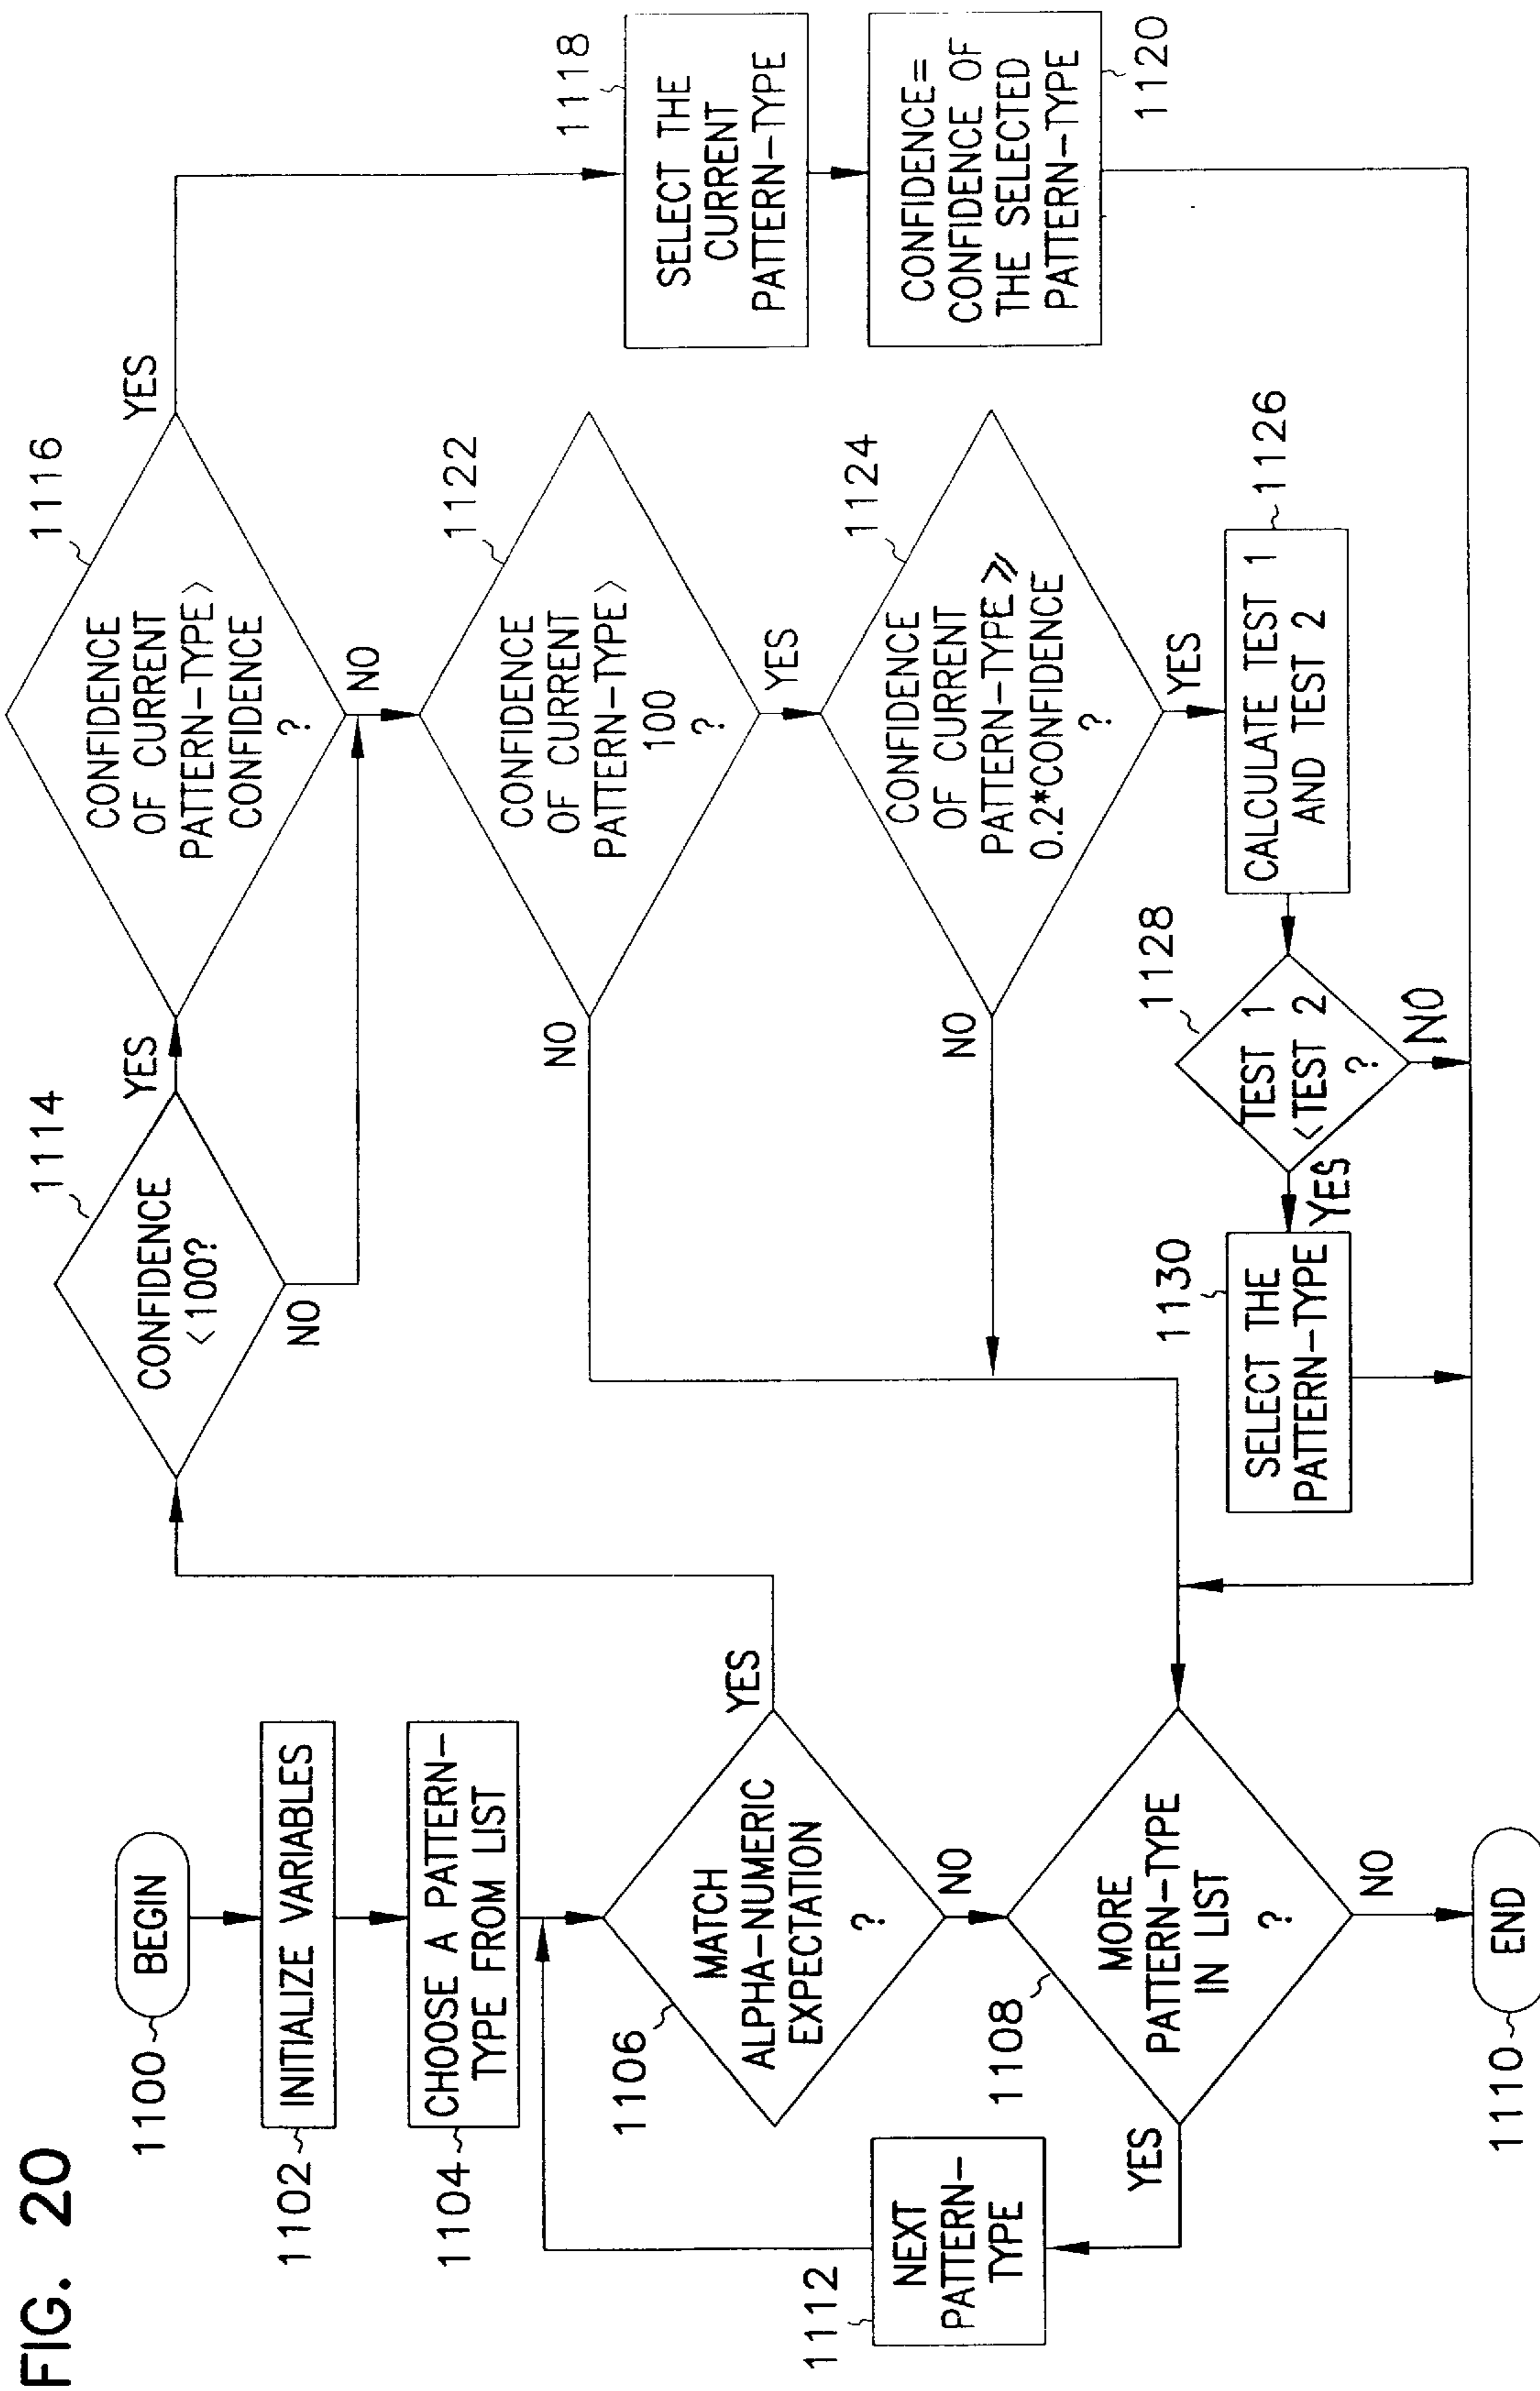 FIG. 20
1100
BEGIN
1102
INITIALIZE VARIABLES
1104
CHOOSE A PATTERN-
TYPE FROM LIST
1106
MATCH
ALPHA-NUMERIC
EXPECTATION
?
YES
NO
1108
MORE
PATTERN-TYPE
IN LIST
?
YES
NO
1110
END
1112
NEXT
PATTERN-
TYPE
1114
CONFIDENCE
<100?
YES
NO
1116
CONFIDENCE
OF CURRENT
PATTERN-TYPE>
CONFIDENCE
?
YES
NO
1118
SELECT THE
CURRENT
PATTERN-TYPE
1120
CONFIDENCE=
CONFIDENCE OF
THE SELECTED
PATTERN-TYPE
1122
CONFIDENCE
OF CURRENT
PATTERN-TYPE>
100
?
NO
YES
1124
CONFIDENCE
OF CURRENT
PATTERN-TYPE ⩾
0.2*CONFIDENCE
?
NO
YES
1126
CALCULATE TEST 1
AND TEST 2
1128
TEST 1
<TEST 2
?
YES
NO
1130
SELECT THE
PATTERN-TYPE